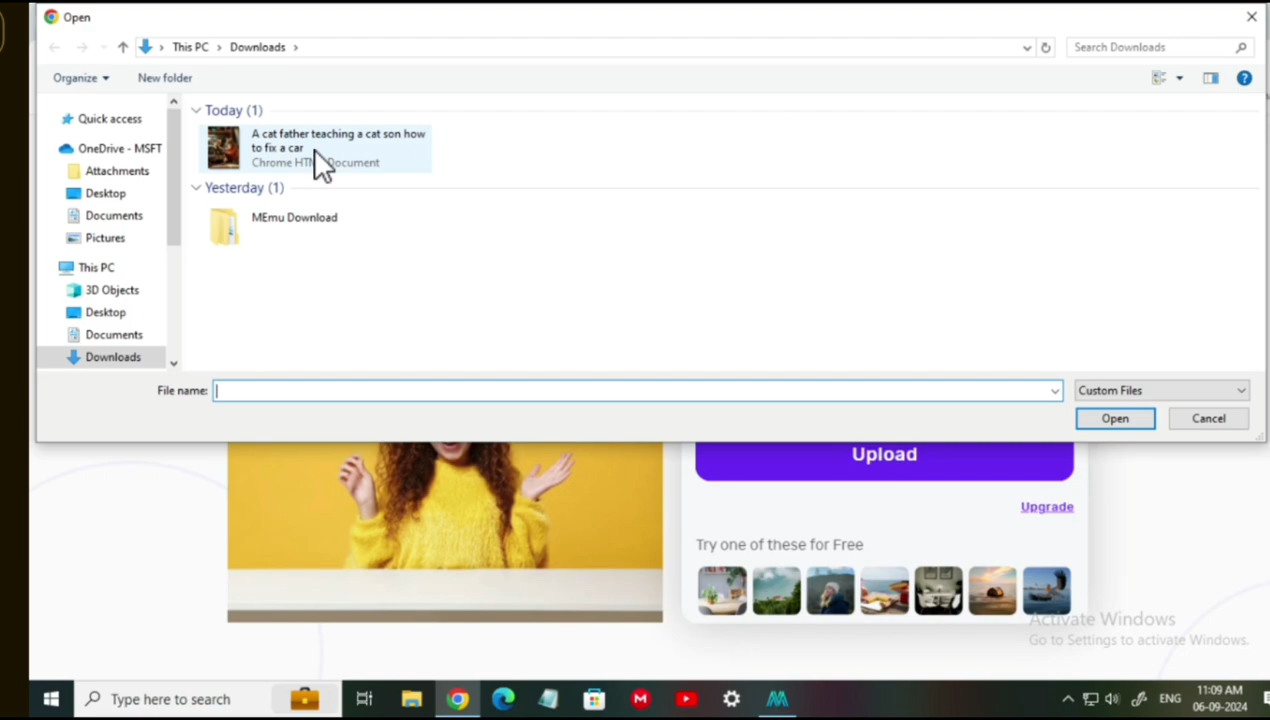 Open
This PC > Downloads >
Search Downloads
Organize
New folder
Quick access
OneDrive - MSFT
Attachments
Desktop
Documents
Pictures
This PC
3D Objects
Desktop
Documents
Downloads
Today (1)
A cat father teaching a cat son how
to fix a car
Chrome HTML Document
Yesterday (1)
MEmu Download
File name:
Custom Files
Open
Cancel
Upload
Upgrade
Try one of these for Free
Activate Windows
Go to Settings to activate Windows.
Type here to search
ENG
11:09 AM
06-09-2024